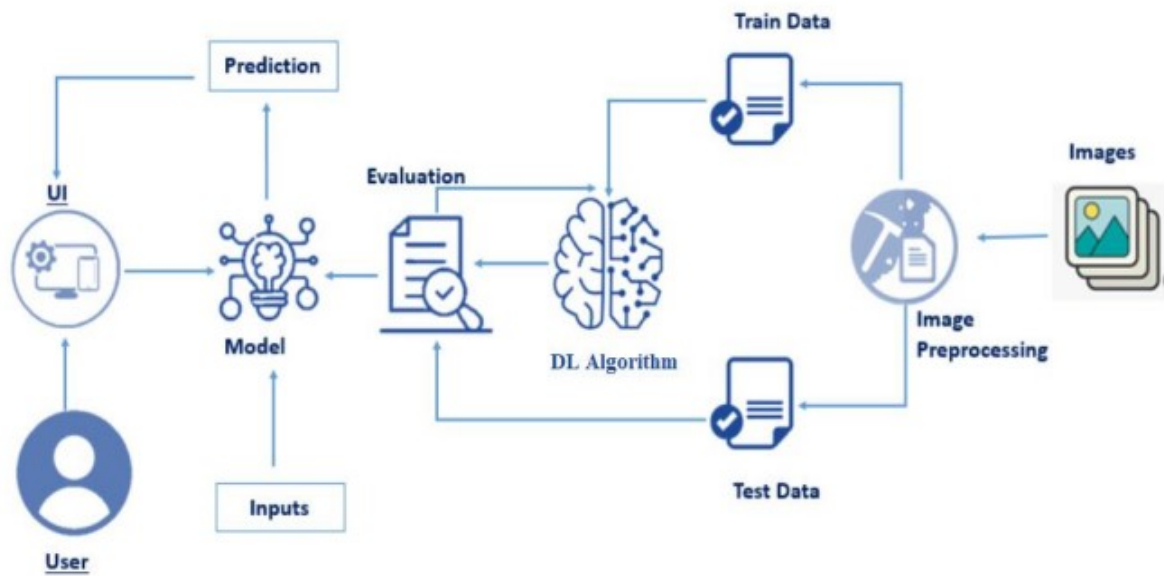 Train Data
Prediction
Images
Evaluation
UI
Model
DL Algorithm
Image
Preprocessing
Inputs
Test Data
User